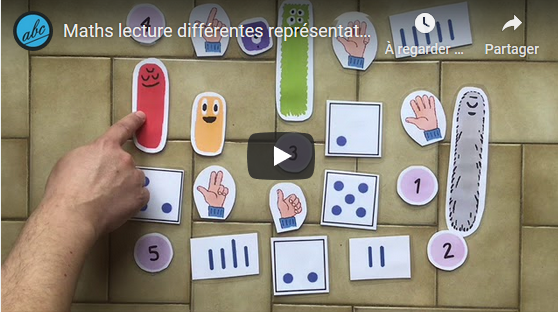 abc
Maths lecture différentes représentat...
À regarder ...
Partager
4
3
1
5
2